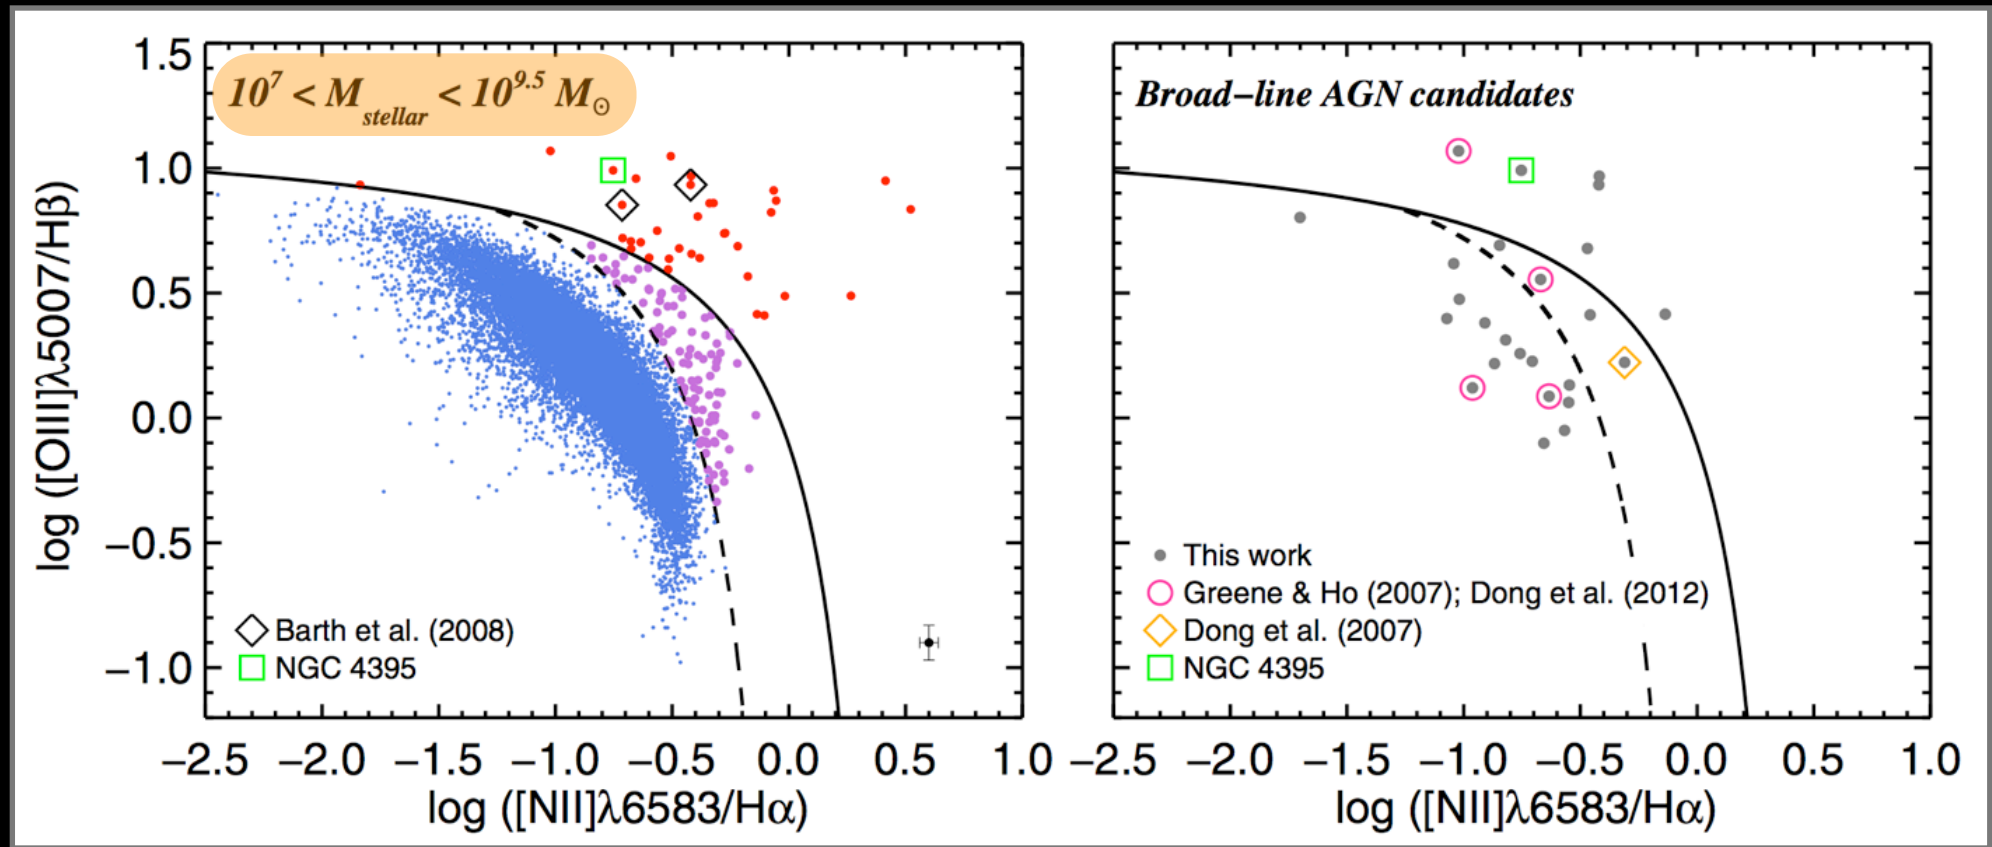 10⁷ < M_stellar < 10⁹·⁵ M_⊙
1.5
1.0
0.5
0.0
−0.5
−1.0
log ([OIII]λ5007/Hβ)
Barth et al. (2008)
NGC 4395
−2.5 −2.0 −1.5 −1.0 −0.5 0.0 0.5 1.0
log ([NII]λ6583/Hα)
Broad−line AGN candidates
This work
Greene & Ho (2007); Dong et al. (2012)
Dong et al. (2007)
NGC 4395
−2.5 −2.0 −1.5 −1.0 −0.5 0.0 0.5 1.0
log ([NII]λ6583/Hα)